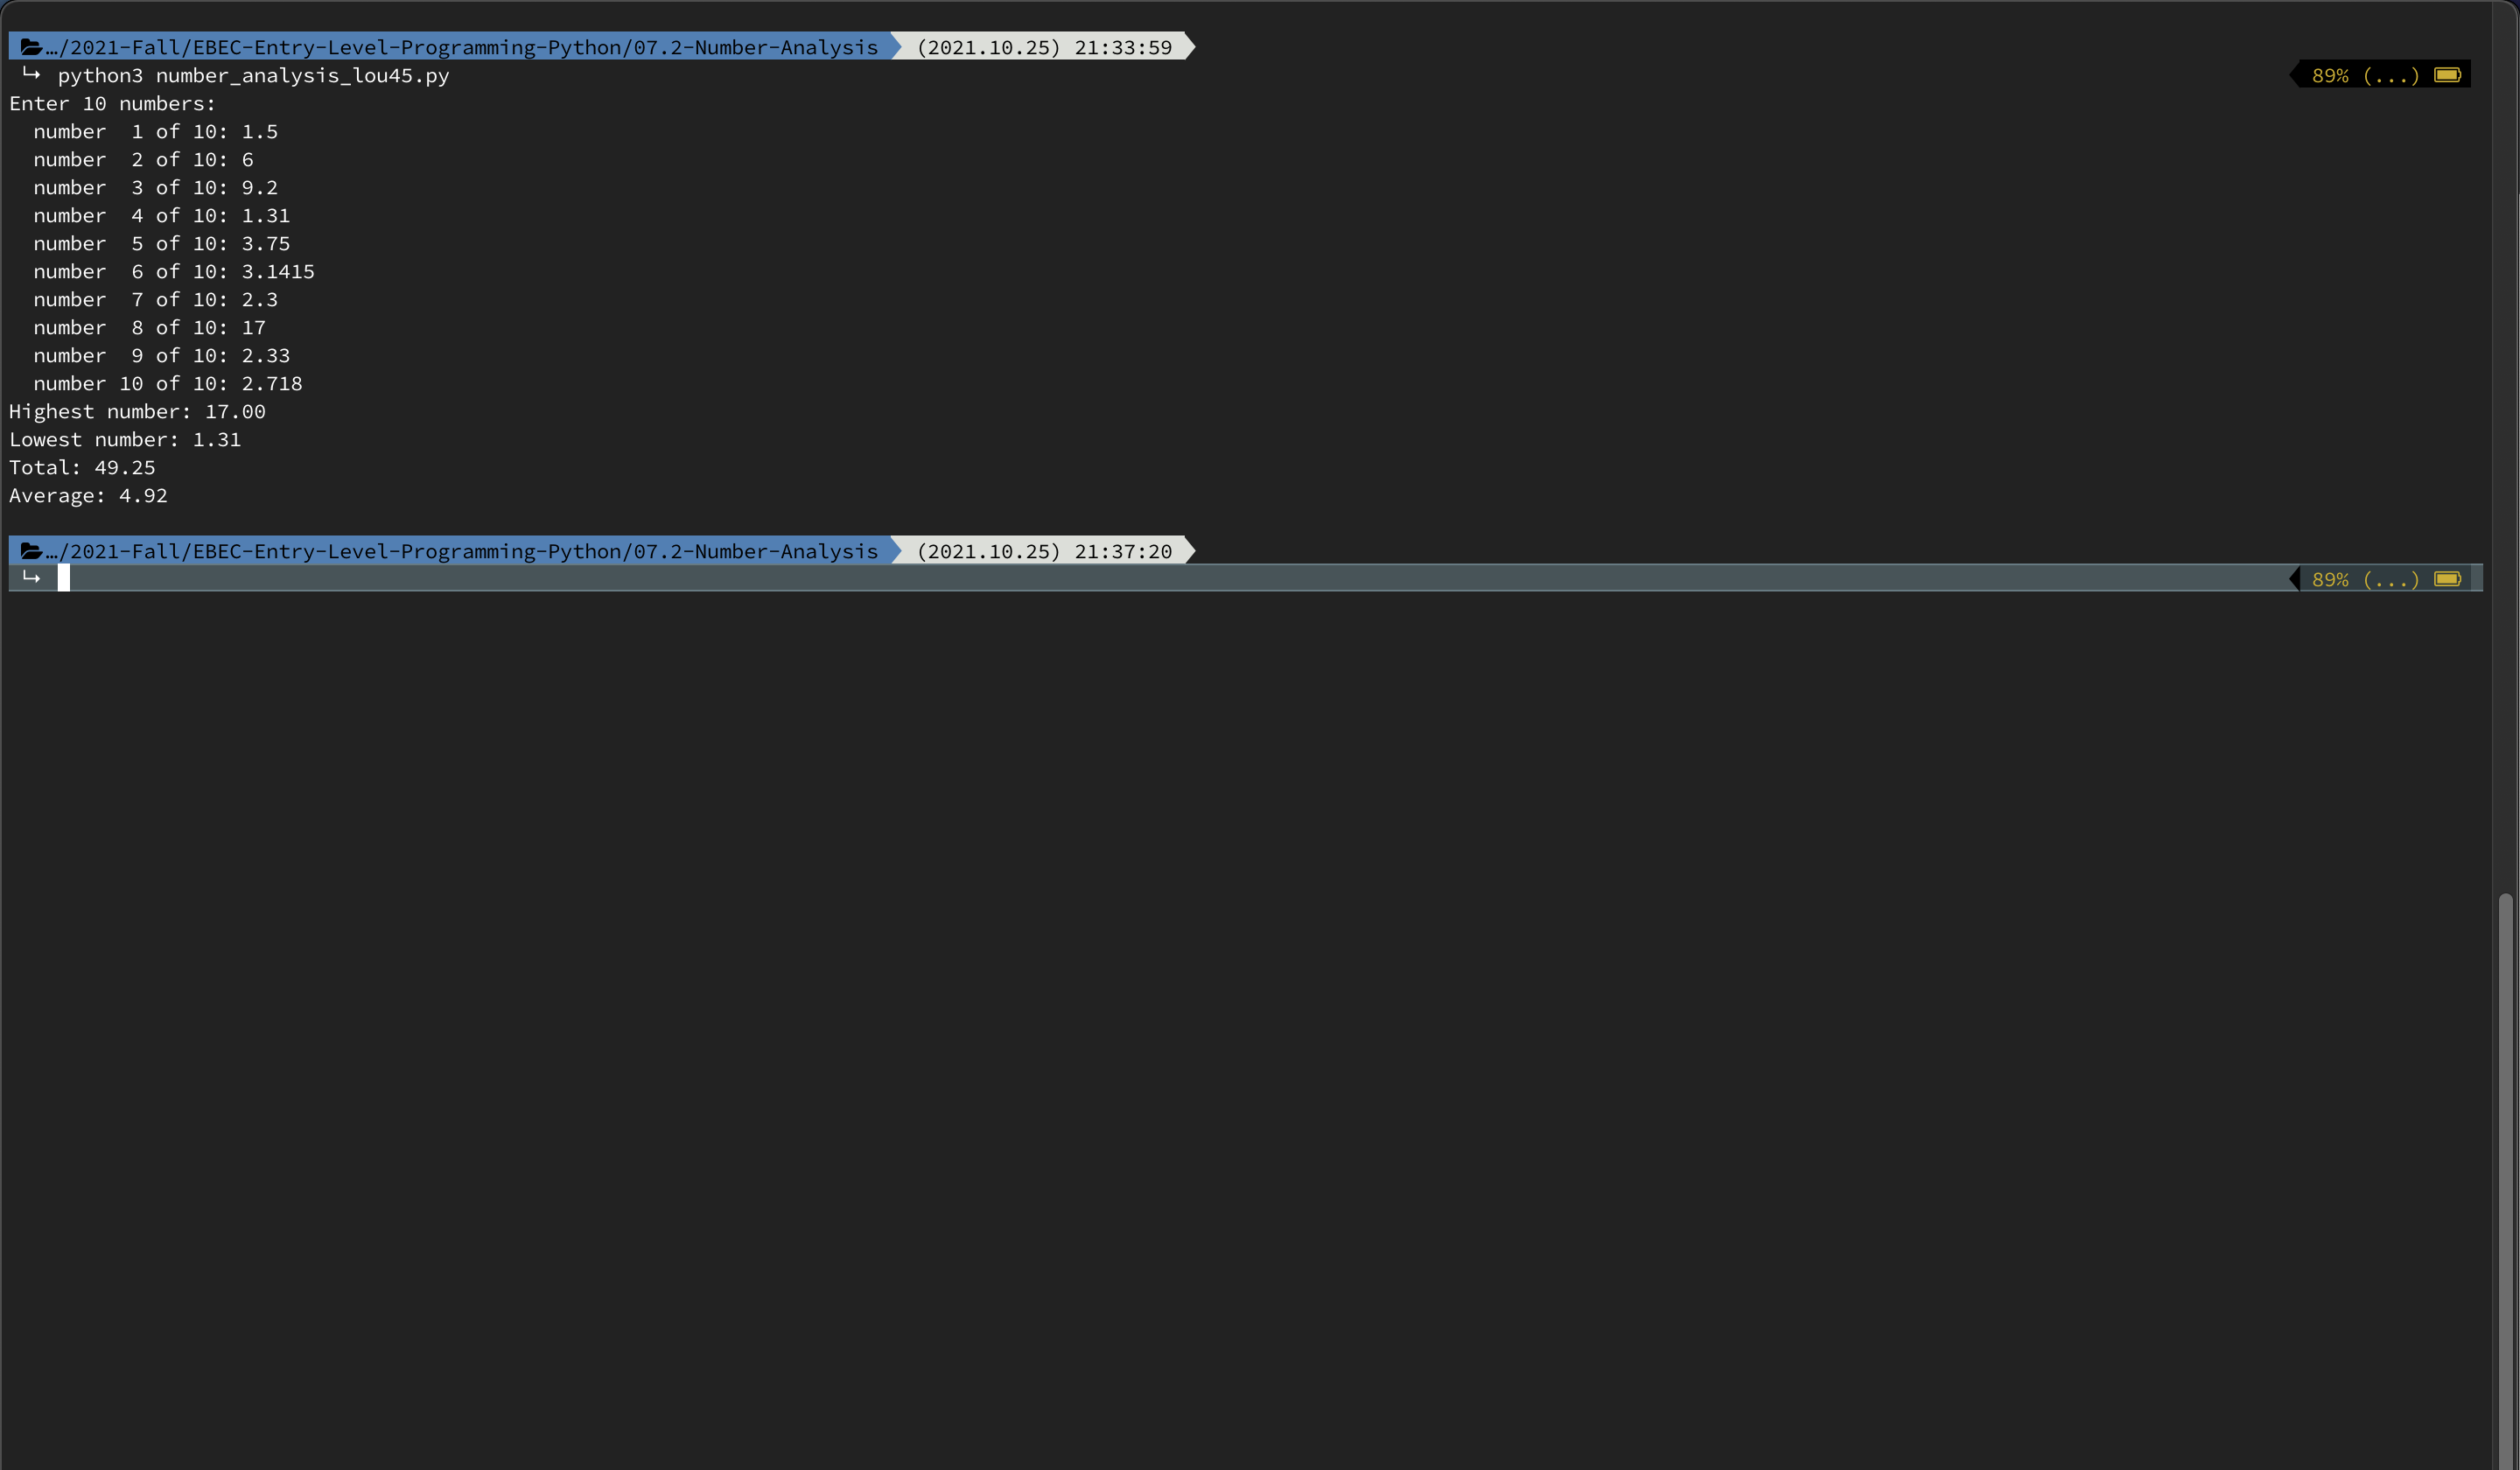 …/2021-Fall/EBEC-Entry-Level-Programming-Python/07.2-Number-Analysis (2021.10.25) 21:33:59
↳ python3 number_analysis_lou45.py 89% (...)
Enter 10 numbers:
  number  1 of 10: 1.5
  number  2 of 10: 6
  number  3 of 10: 9.2
  number  4 of 10: 1.31
  number  5 of 10: 3.75
  number  6 of 10: 3.1415
  number  7 of 10: 2.3
  number  8 of 10: 17
  number  9 of 10: 2.33
  number 10 of 10: 2.718
Highest number: 17.00
Lowest number: 1.31
Total: 49.25
Average: 4.92
…/2021-Fall/EBEC-Entry-Level-Programming-Python/07.2-Number-Analysis (2021.10.25) 21:37:20
↳ 89% (...)